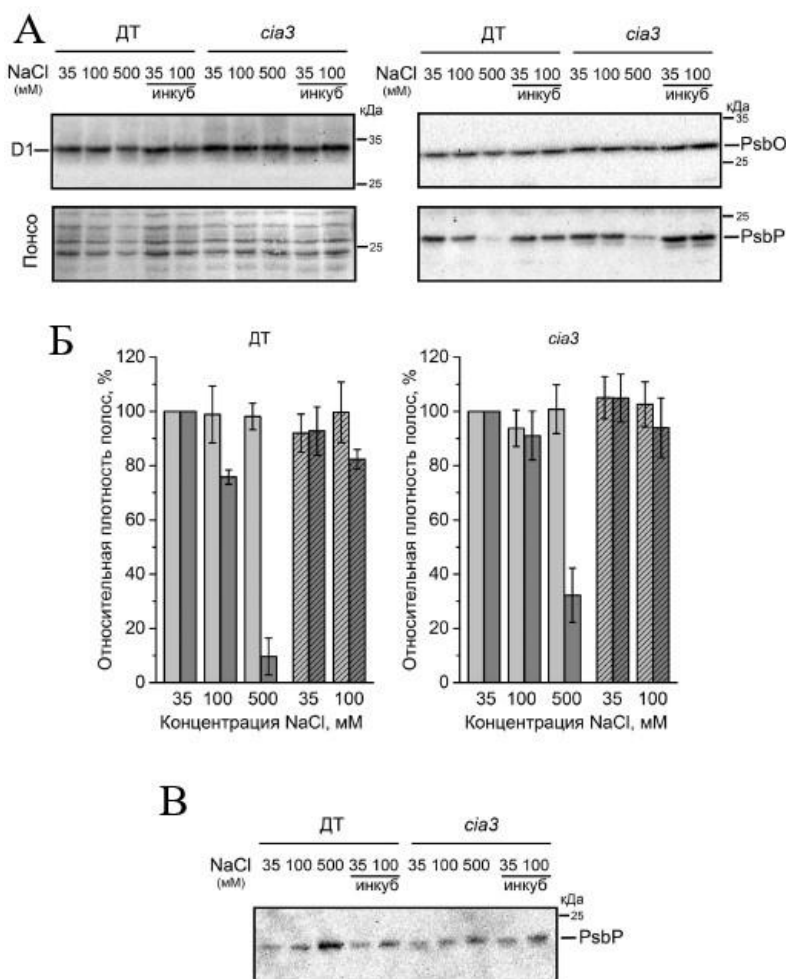 А
ДТ cia3
NaCl 35 100 500 35 100 35 100 500 35 100
(мМ) инкуб инкуб
кДа
35
D1
25
Понсо
25
ДТ cia3
NaCl 35 100 500 35 100 35 100 500 35 100
(мМ) инкуб инкуб
кДа
35
PsbO
25
25
PsbP
Б
ДТ
Относительная плотность полос, %
120
100
80
60
40
20
0
35 100 500 35 100
Концентрация NaCl, мМ
cia3
Относительная плотность полос, %
120
100
80
60
40
20
0
35 100 500 35 100
Концентрация NaCl, мМ
В
ДТ cia3
NaCl 35 100 500 35 100 35 100 500 35 100
(мМ) инкуб инкуб
кДа
25
PsbP